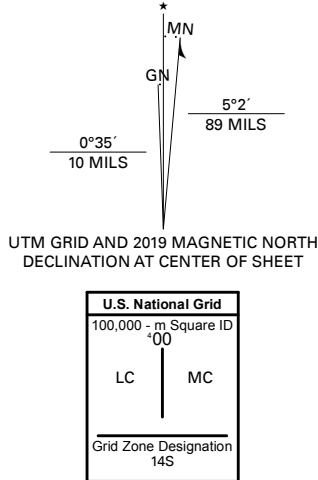 ★
MN
GN
5°2´
89 MILS
0°35´
10 MILS
UTM GRID AND 2019 MAGNETIC NORTH
DECLINATION AT CENTER OF SHEET
U.S. National Grid
100,000 - m Square ID
⁴00
LC MC
Grid Zone Designation
14S